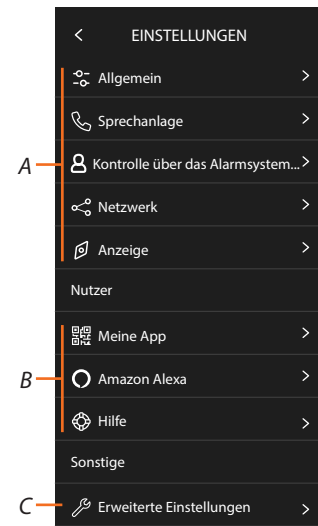 EINSTELLUNGEN
Allgemein
Sprechanlage
A
Kontrolle über das Alarmsystem...
Netzwerk
Anzeige
Nutzer
Meine App
B
Amazon Alexa
Hilfe
Sonstige
C
Erweiterte Einstellungen